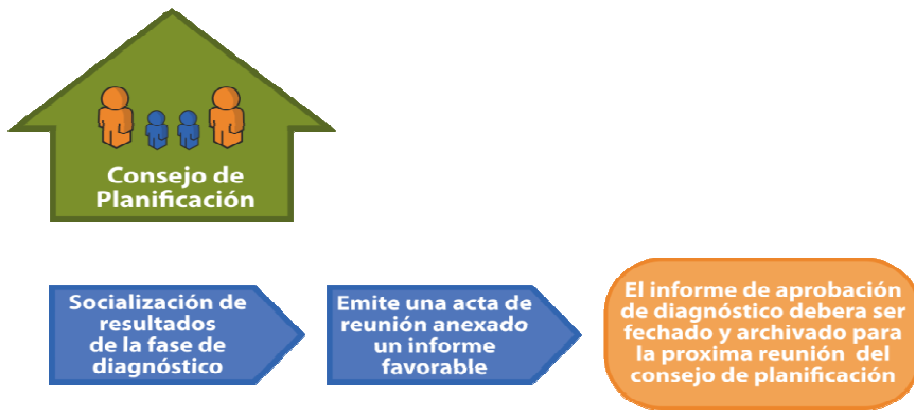 Consejo de
Planificación
Socialización de
resultados
de la fase de
diagnóstico
Emite una acta de
reunión anexado
un informe
favorable
El informe de aprobación
de diagnóstico debera ser
fechado y archivado para
la proxima reunión del
consejo de planificación